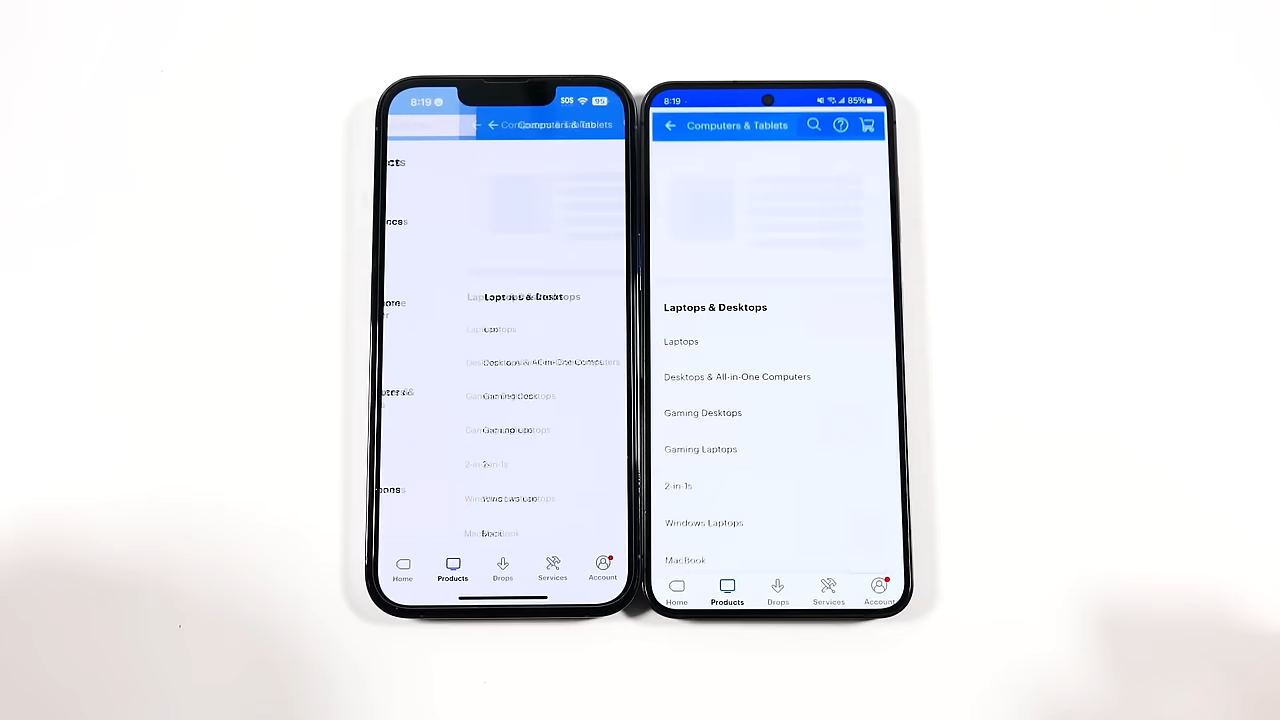 8:19
SOS 95
Computers & Tablets
Laptops & Desktops
Laptops
Desktops & All-in-One Computers
Gaming Desktops
Gaming Laptops
2-in-1s
Windows Laptops
MacBook
Home
Products
Drops
Services
Account
8:19
85%
Computers & Tablets
Laptops & Desktops
Laptops
Desktops & All-in-One Computers
Gaming Desktops
Gaming Laptops
2-in-1s
Windows Laptops
MacBook
Home
Products
Drops
Services
Account